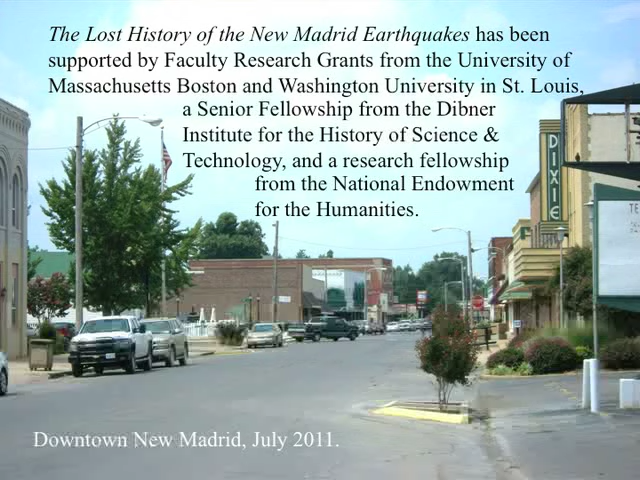 The Lost History of the New Madrid Earthquakes has been
supported by Faculty Research Grants from the University of
Massachusetts Boston and Washington University in St. Louis,
a Senior Fellowship from the Dibner
Institute for the History of Science &
Technology, and a research fellowship
from the National Endowment
for the Humanities.
DIXIE
Downtown New Madrid, July 2011.